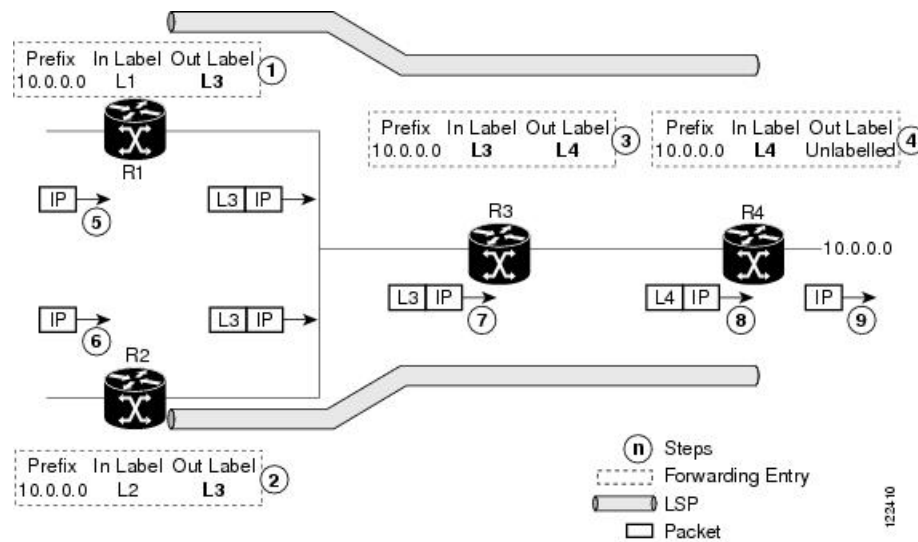 Prefix In Label Out Label
10.0.0.0 L1 L3
1
R1
Prefix In Label Out Label
10.0.0.0 L3 L4
3
Prefix In Label Out Label
10.0.0.0 L4 Unlabelled
4
IP
5
L3 IP
R3
R4
10.0.0.0
IP
6
L3 IP
L3 IP
7
L4 IP
8
IP
9
R2
Prefix In Label Out Label
10.0.0.0 L2 L3
2
n Steps
Forwarding Entry
LSP
Packet
122410